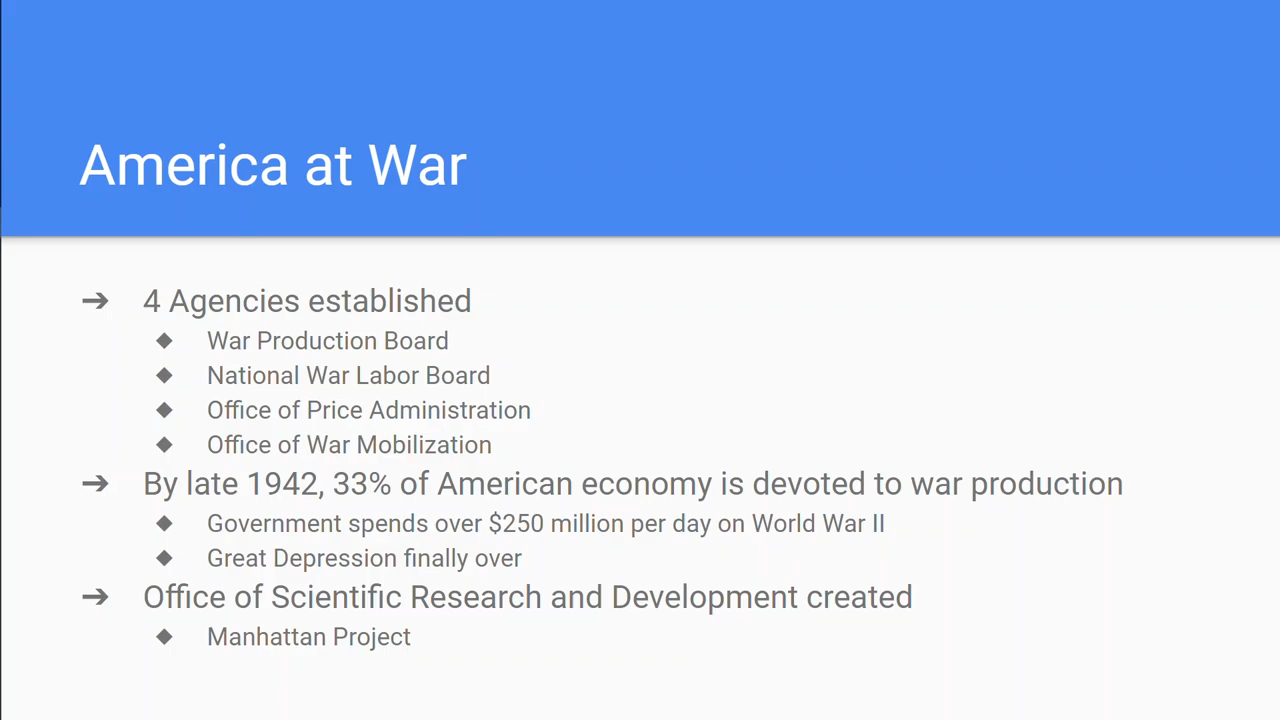 America at War
➔ 4 Agencies established
◆ War Production Board
◆ National War Labor Board
◆ Office of Price Administration
◆ Office of War Mobilization
➔ By late 1942, 33% of American economy is devoted to war production
◆ Government spends over $250 million per day on World War II
◆ Great Depression finally over
➔ Office of Scientific Research and Development created
◆ Manhattan Project